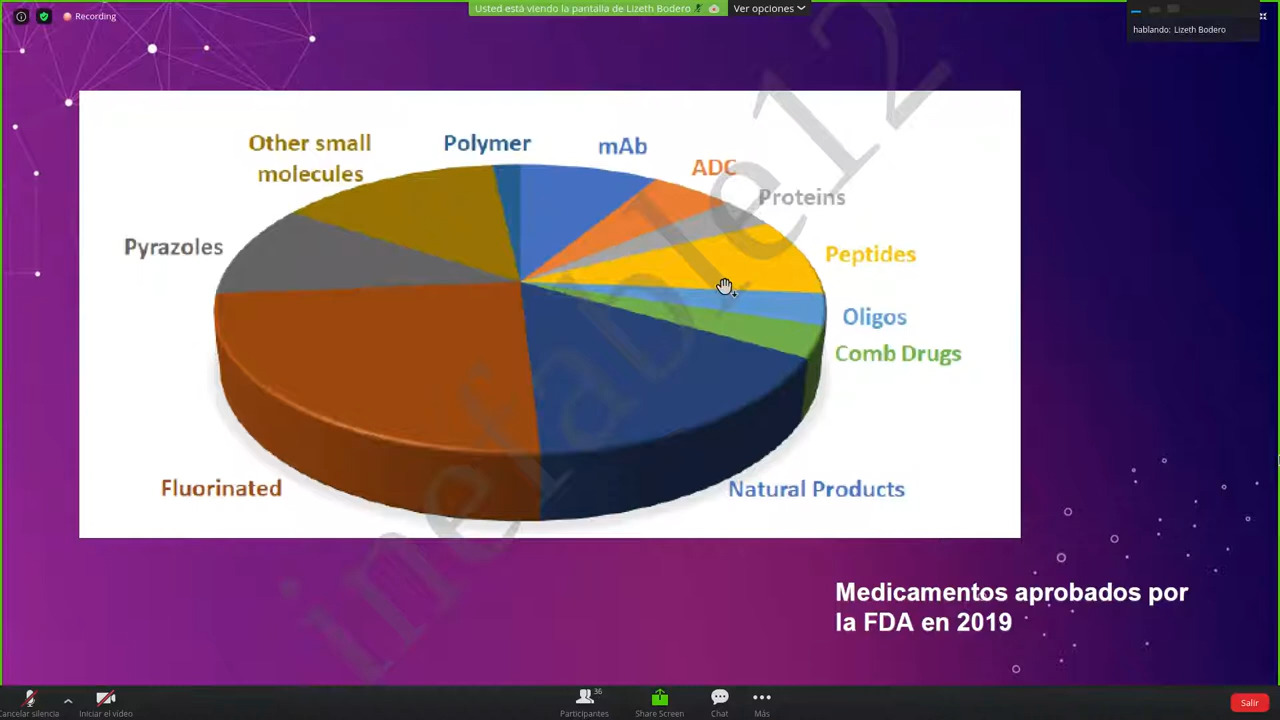 Recording
Usted está viendo la pantalla de Lizeth Bodero
Ver opciones
hablando: Lizeth Bodero
Other small
molecules
Polymer
mAb
ADC
Proteins
Pyrazoles
Peptides
Oligos
Comb Drugs
Fluorinated
Natural Products
inefable12
Medicamentos aprobados por
la FDA en 2019
Cancelar silencio
Iniciar el video
36
Participantes
Share Screen
Chat
Más
Salir